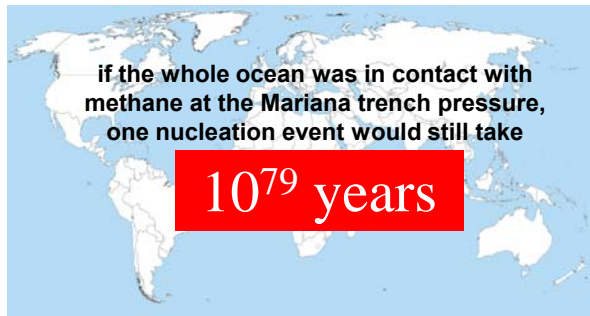 if the whole ocean was in contact with
methane at the Mariana trench pressure,
one nucleation event would still take
10⁷⁹ years